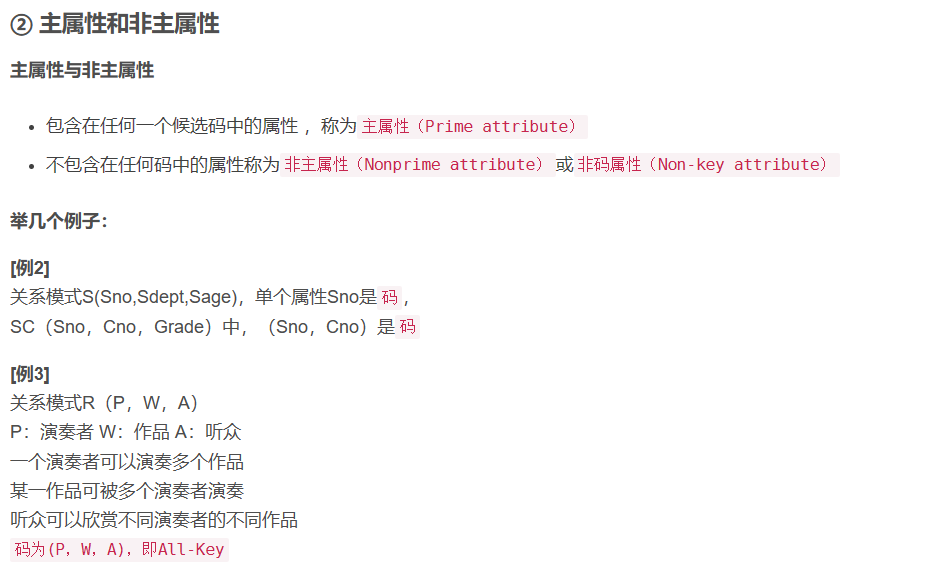 ② 主属性和非主属性
主属性与非主属性
• 包含在任何一个候选码中的属性 ，称为 主属性（Prime attribute）
• 不包含在任何码中的属性称为 非主属性（Nonprime attribute） 或 非码属性（Non-key attribute）
举几个例子：
[例2]
关系模式S(Sno,Sdept,Sage)，单个属性Sno是 码 ，
SC（Sno，Cno，Grade）中，（Sno，Cno）是 码
[例3]
关系模式R（P，W，A）
P：演奏者 W：作品 A：听众
一个演奏者可以演奏多个作品
某一作品可被多个演奏者演奏
听众可以欣赏不同演奏者的不同作品
码为(P，W，A)，即All-Key